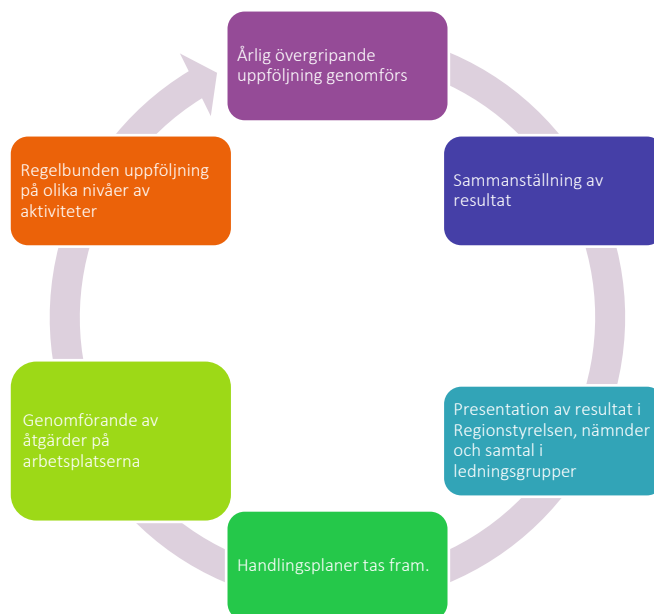 Årlig övergripande
uppföljning genomförs
Sammanställning av
resultat
Presentation av resultat i
Regionstyrelsen, nämnder
och samtal i
ledningsgrupper
Handlingsplaner tas fram.
Genomförande av
åtgärder på
arbetsplatserna
Regelbunden uppföljning
på olika nivåer av
aktiviteter